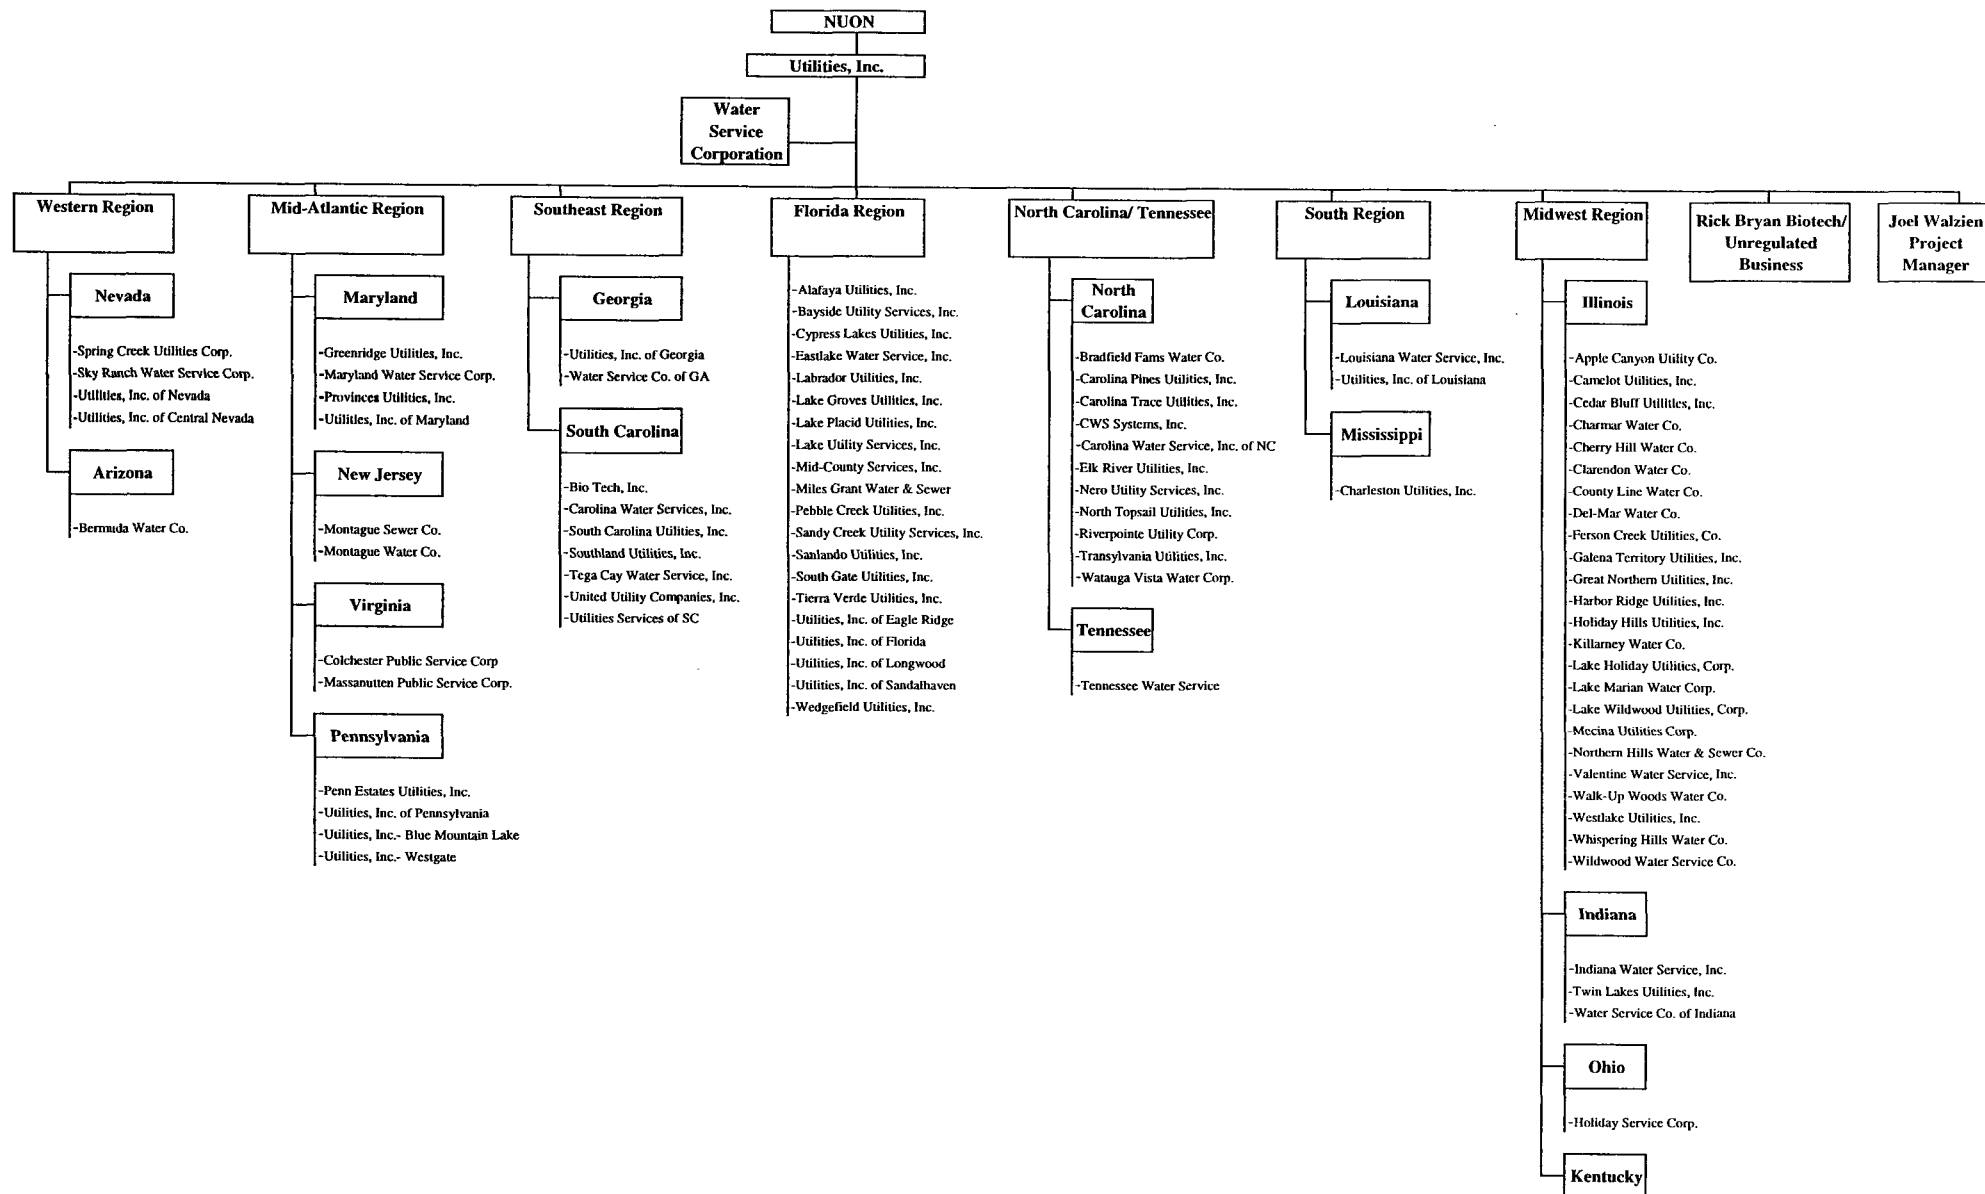 NUON
Utilities, Inc.
Water
Service
Corporation
Western Region
Nevada
-Spring Creek Utilities Corp.
-Sky Ranch Water Service Corp.
-Utilities, Inc. of Nevada
-Utilities, Inc. of Central Nevada
Arizona
-Bermuda Water Co.
Mid-Atlantic Region
Maryland
-Greenridge Utilities, Inc.
-Maryland Water Service Corp.
-Provinces Utilities, Inc.
-Utilities, Inc. of Maryland
New Jersey
-Montague Sewer Co.
-Montague Water Co.
Virginia
-Colchester Public Service Corp
-Massanutten Public Service Corp.
Pennsylvania
-Penn Estates Utilities, Inc.
-Utilities, Inc. of Pennsylvania
-Utilities, Inc.- Blue Mountain Lake
-Utilities, Inc.- Westgate
Southeast Region
Georgia
-Utilities, Inc. of Georgia
-Water Service Co. of GA
South Carolina
-Bio Tech, Inc.
-Carolina Water Services, Inc.
-South Carolina Utilities, Inc.
-Southland Utilities, Inc.
-Tega Cay Water Service, Inc.
-United Utility Companies, Inc.
-Utilities Services of SC
Florida Region
-Alafaya Utilities, Inc.
-Bayside Utility Services, Inc.
-Cypress Lakes Utilities, Inc.
-Eastlake Water Service, Inc.
-Labrador Utilities, Inc.
-Lake Groves Utilities, Inc.
-Lake Placid Utilities, Inc.
-Lake Utility Services, Inc.
-Mid-County Services, Inc.
-Miles Grant Water & Sewer
-Pebble Creek Utilities, Inc.
-Sandy Creek Utility Services, Inc.
-Sanlando Utilities, Inc.
-South Gate Utilities, Inc.
-Tierra Verde Utilities, Inc.
-Utilities, Inc. of Eagle Ridge
-Utilities, Inc. of Florida
-Utilities, Inc. of Longwood
-Utilities, Inc. of Sandalhaven
-Wedgefield Utilities, Inc.
North Carolina/ Tennessee
North
Carolina
-Bradfield Fams Water Co.
-Carolina Pines Utilities, Inc.
-Carolina Trace Utilities, Inc.
-CWS Systems, Inc.
-Carolina Water Service, Inc. of NC
-Elk River Utilities, Inc.
-Nero Utility Services, Inc.
-North Topsail Utilities, Inc.
-Riverpointe Utility Corp.
-Transylvania Utilities, Inc.
-Watauga Vista Water Corp.
Tennessee
-Tennessee Water Service
South Region
Louisiana
-Louisiana Water Service, Inc.
-Utilities, Inc. of Louisiana
Mississippi
-Charleston Utilities, Inc.
Midwest Region
Illinois
-Apple Canyon Utility Co.
-Camelot Utilities, Inc.
-Cedar Bluff Utilities, Inc.
-Charmar Water Co.
-Cherry Hill Water Co.
-Clarendon Water Co.
-County Line Water Co.
-Del-Mar Water Co.
-Ferson Creek Utilities, Co.
-Galena Territory Utilities, Inc.
-Great Northern Utilities, Inc.
-Harbor Ridge Utilities, Inc.
-Holiday Hills Utilities, Inc.
-Killarney Water Co.
-Lake Holiday Utilities, Corp.
-Lake Marian Water Corp.
-Lake Wildwood Utilities, Corp.
-Mecina Utilities Corp.
-Northern Hills Water & Sewer Co.
-Valentine Water Service, Inc.
-Walk-Up Woods Water Co.
-Westlake Utilities, Inc.
-Whispering Hills Water Co.
-Wildwood Water Service Co.
Indiana
-Indiana Water Service, Inc.
-Twin Lakes Utilities, Inc.
-Water Service Co. of Indiana
Ohio
-Holiday Service Corp.
Kentucky
Rick Bryan Biotech/
Unregulated
Business
Joel Walzien
Project
Manager